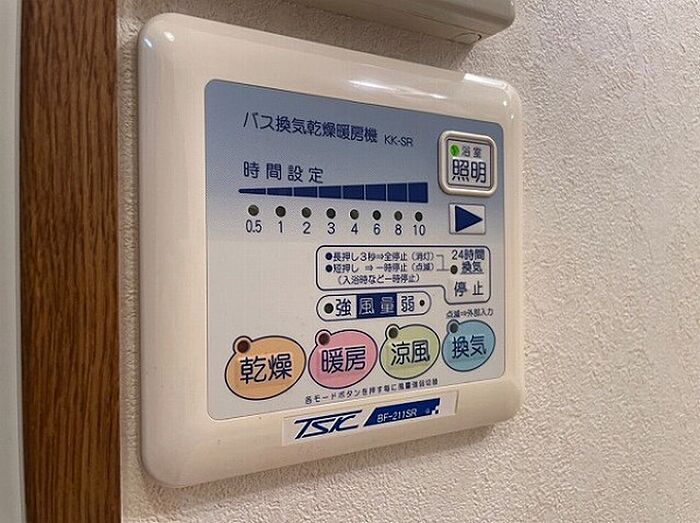 バス換気乾燥暖房機 KK-SR
浴室
照明
時間設定
0.5 1 2 3 4 6 8 10
●長押し3秒⇒全停止（消灯）
●短押し ⇒一時停止（点滅）
（入浴時など一時停止）
24時間
換気
停止
強 風量 弱
点滅⇒外部入力
乾燥 暖房 涼風 換気
各モードボタンを押す毎に風量強弱切替
TSK BF-211SR